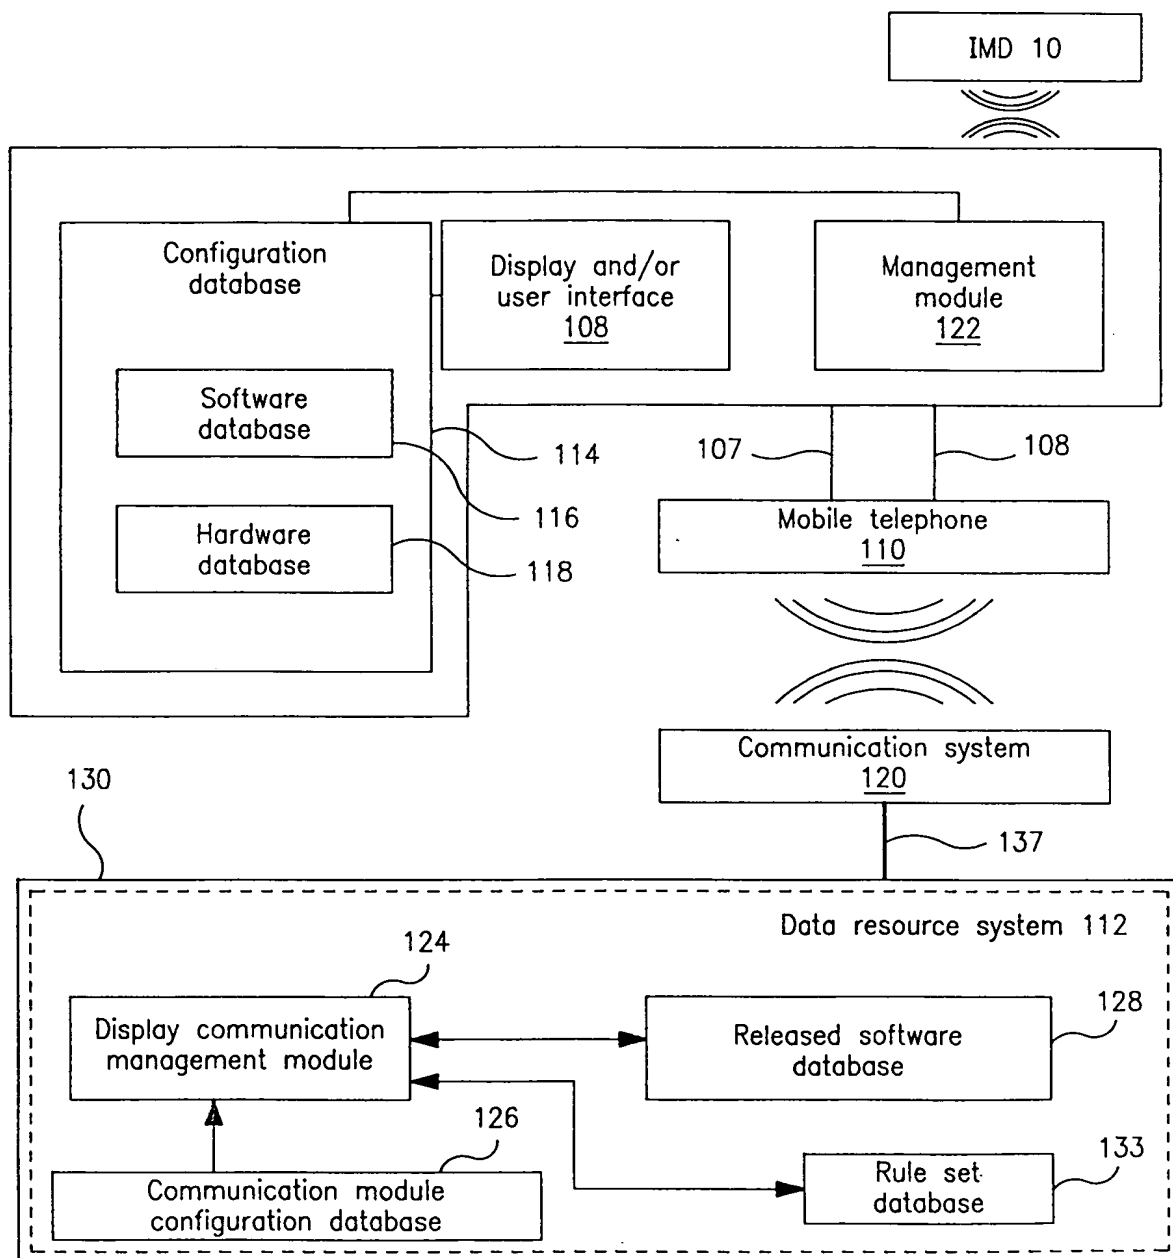 IMD 10
Configuration
database
Display and/or
user interface
108
Management
module
122
Software
database
Hardware
database
114
116
118
107
108
Mobile telephone
110
Communication system
120
130
137
Data resource system 112
124
Display communication
management module
Released software
database
128
126
Communication module
configuration database
Rule set
database
133